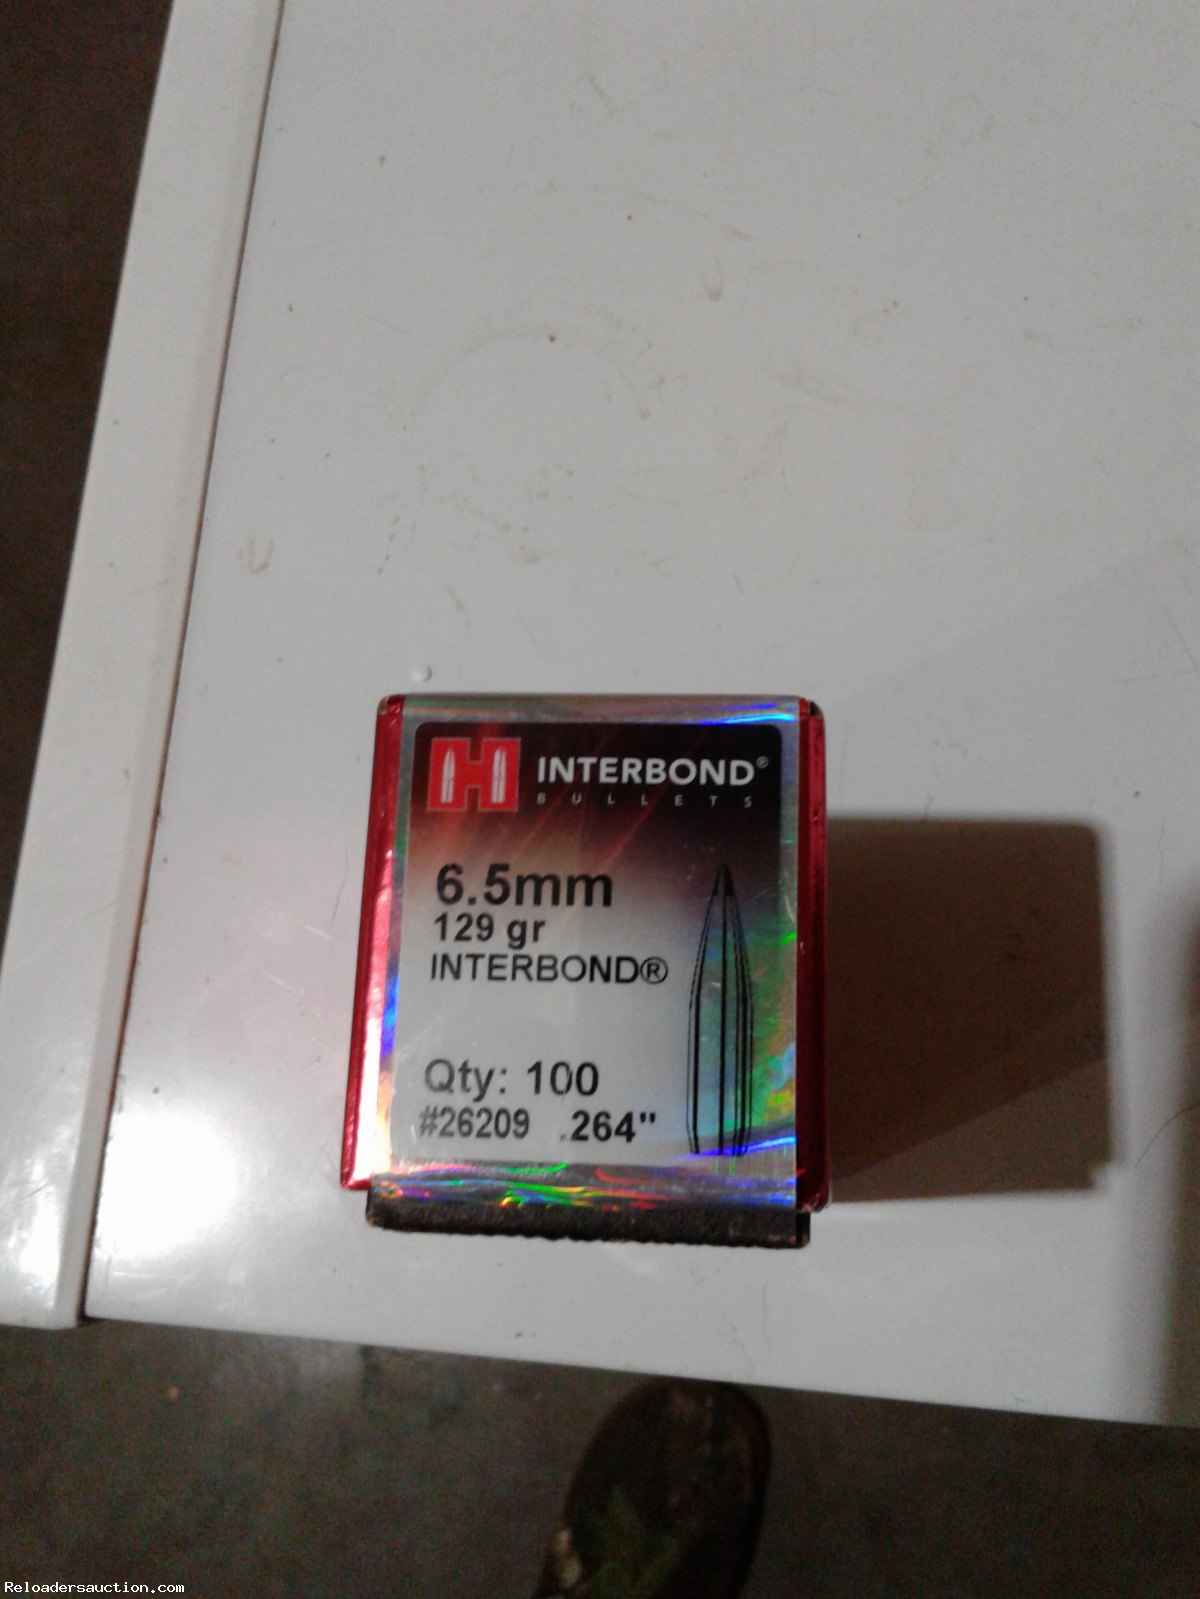 H INTERBOND®
BULLETS
6.5mm
129 gr
INTERBOND®
Qty: 100
#26209 .264"
Reloadersauction.com